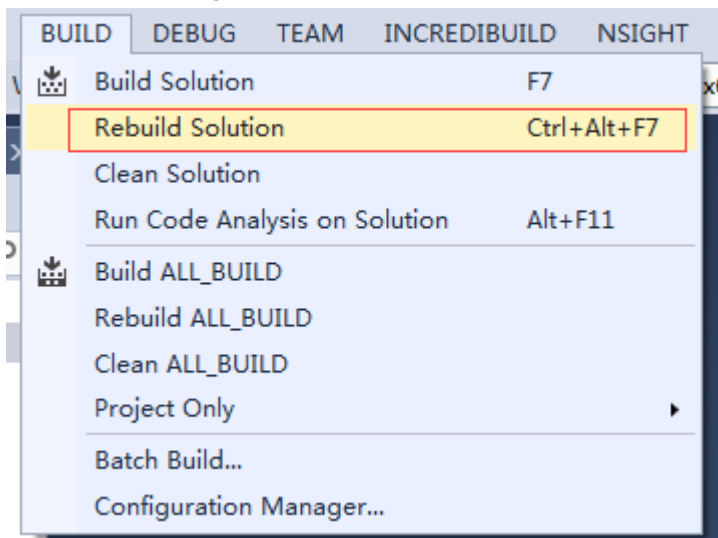 BUILD DEBUG TEAM INCREDIBUILD NSIGHT
Build Solution F7
Rebuild Solution Ctrl+Alt+F7
Clean Solution
Run Code Analysis on Solution Alt+F11
Build ALL_BUILD
Rebuild ALL_BUILD
Clean ALL_BUILD
Project Only
Batch Build...
Configuration Manager...